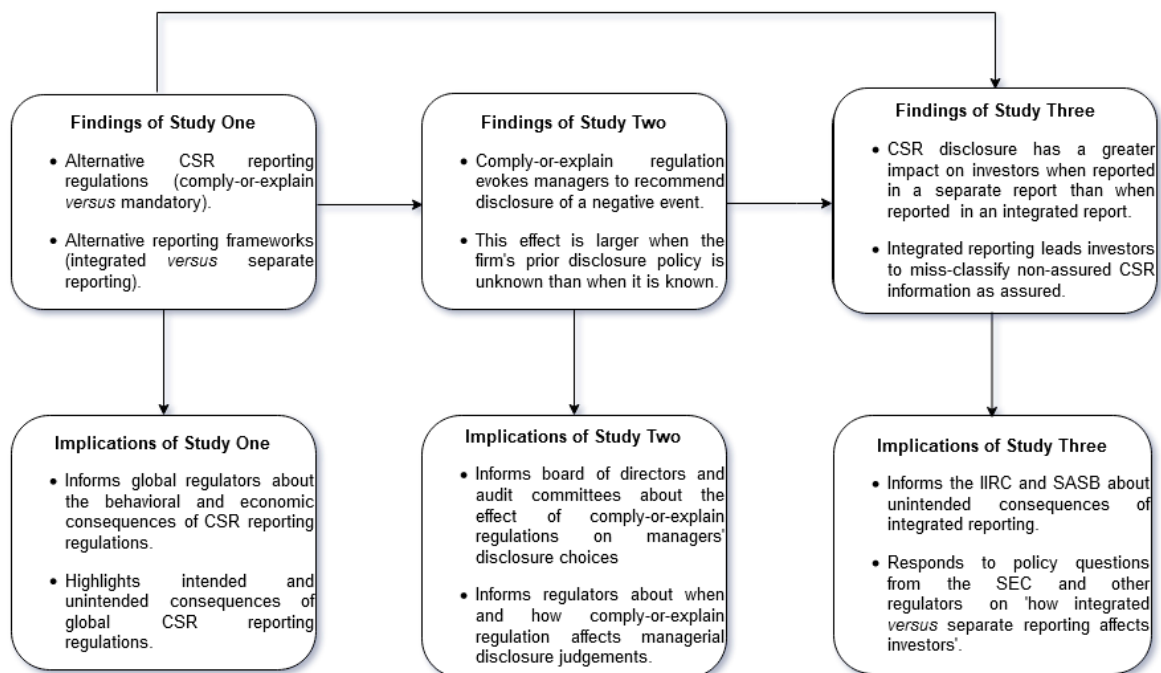 Findings of Study One
• Alternative CSR reporting
regulations (comply-or-explain
versus mandatory).
• Alternative reporting frameworks
(integrated versus separate
reporting).
Findings of Study Two
• Comply-or-explain regulation
evokes managers to recommend
disclosure of a negative event.
• This effect is larger when the
firm's prior disclosure policy is
unknown than when it is known.
Findings of Study Three
• CSR disclosure has a greater
impact on investors when reported
in a separate report than when
reported in an integrated report.
• Integrated reporting leads investors
to miss-classify non-assured CSR
information as assured.
Implications of Study One
• Informs global regulators about
the behavioral and economic
consequences of CSR reporting
regulations.
• Highlights intended and
unintended consequences of
global CSR reporting
regulations.
Implications of Study Two
• Informs board of directors and
audit committees about the
effect of comply-or-explain
regulations on managers'
disclosure choices
• Informs regulators about when
and how comply-or-explain
regulation affects managerial
disclosure judgements.
Implications of Study Three
• Informs the IIRC and SASB about
unintended consequences of
integrated reporting.
• Responds to policy questions
from the SEC and other
regulators on 'how integrated
versus separate reporting affects
investors'.